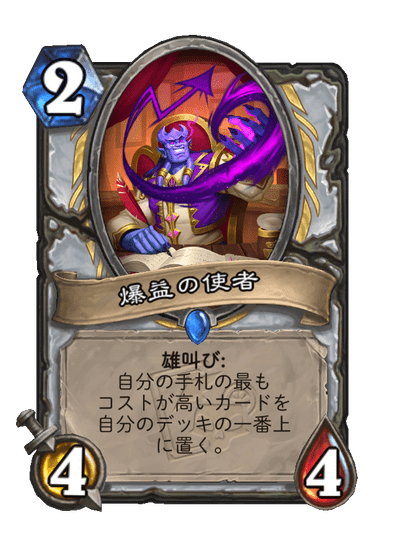 2
爆益の使者
雄叫び:
自分の手札の最も
コストが高いカードを
自分のデッキの一番上
に置く。
4
4